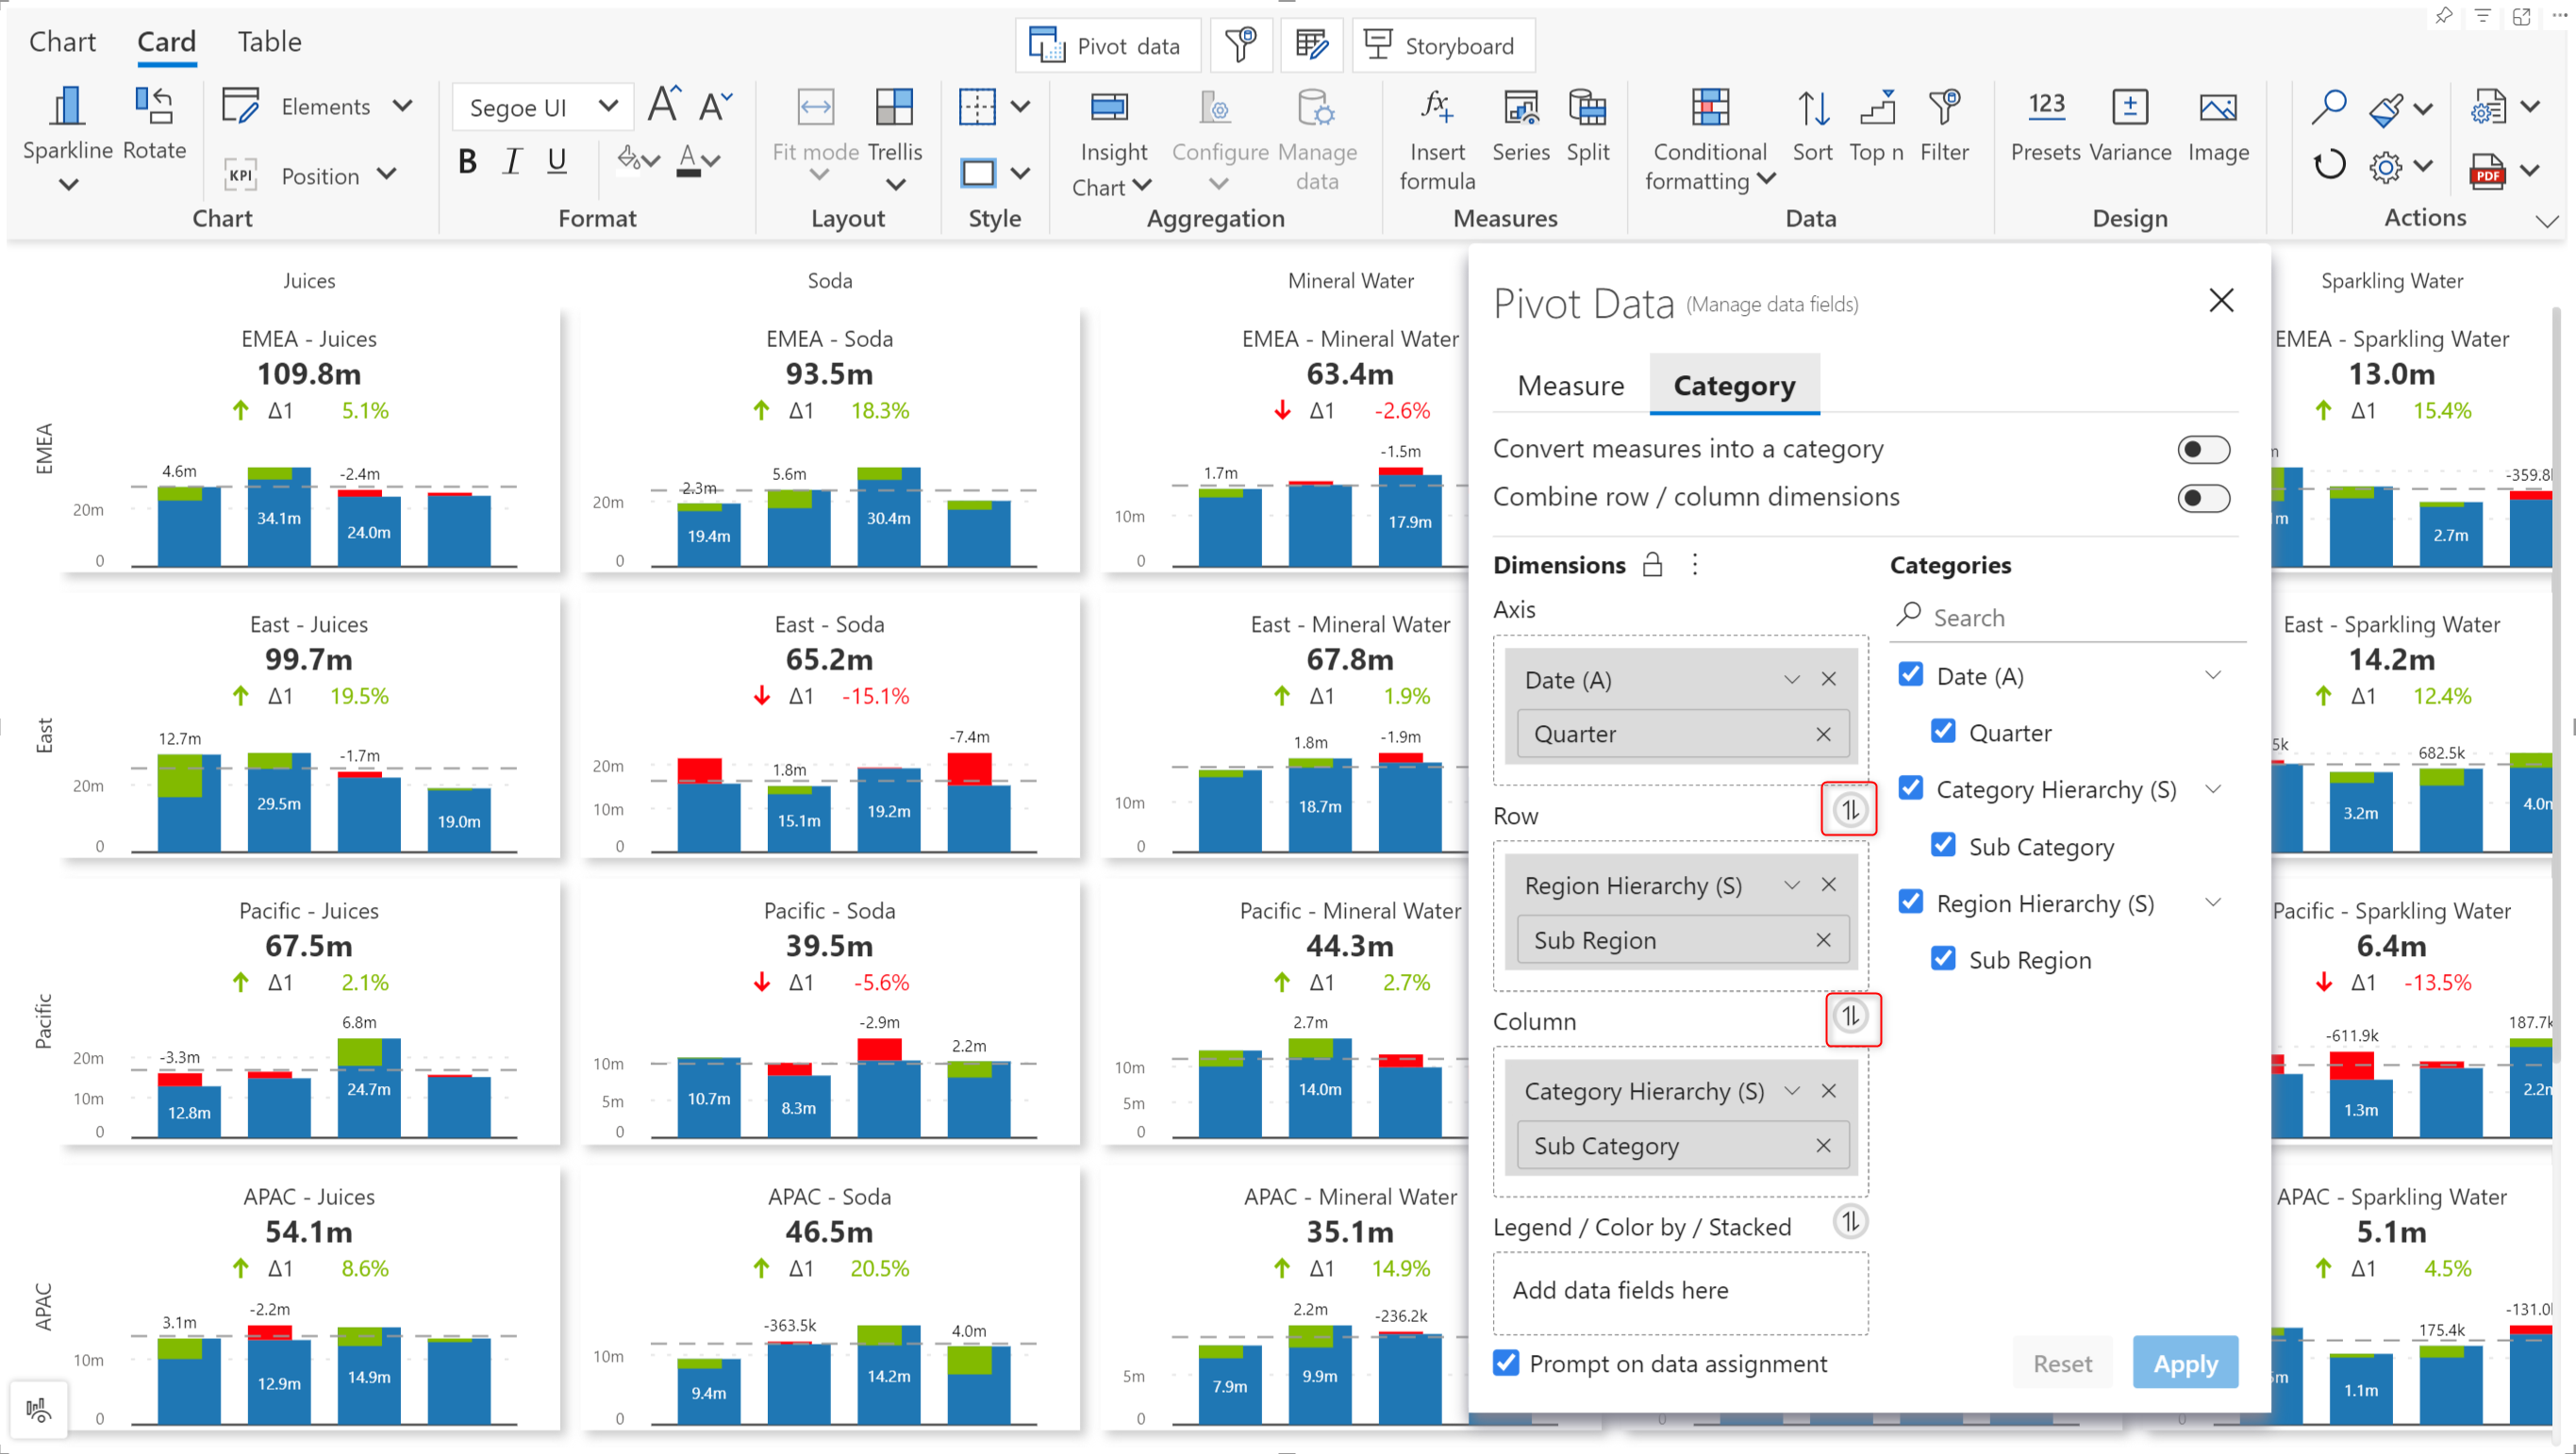 Chart
Card
Table
Pivot data
Storyboard
Sparkline
Rotate
Elements
KPI
Position
Chart
Segoe UI
A
A
B
I
U
A
Format
Fit mode
Trellis
Layout
Style
Insight
Chart
Configure
Manage
data
Aggregation
fx
Insert
formula
Series
Split
Measures
Conditional
formatting
Sort
Top n
Filter
Data
123
Presets
Variance
Image
Design
PDF
Actions
Juices
Soda
Mineral Water
Sparkling Water
EMEA
EMEA - Juices
109.8m
Δ1
5.1%
4.6m
-2.4m
20m
34.1m
24.0m
0
EMEA - Soda
93.5m
Δ1
18.3%
2.3m
5.6m
20m
19.4m
30.4m
0
EMEA - Mineral Water
63.4m
Δ1
-2.6%
1.7m
-1.5m
10m
17.9m
0
EMEA - Sparkling Water
13.0m
Δ1
15.4%
-359.8
2.7m
East
East - Juices
99.7m
Δ1
19.5%
12.7m
-1.7m
20m
29.5m
19.0m
0
East - Soda
65.2m
Δ1
-15.1%
-7.4m
20m
1.8m
10m
15.1m
19.2m
0
East - Mineral Water
67.8m
Δ1
1.9%
1.8m
-1.9m
10m
18.7m
0
East - Sparkling Water
14.2m
Δ1
12.4%
5k
682.5k
3.2m
4.0m
Pacific
Pacific - Juices
67.5m
Δ1
2.1%
6.8m
-3.3m
20m
24.7m
10m
12.8m
0
Pacific - Soda
39.5m
Δ1
-5.6%
-2.9m
2.2m
10m
10.7m
8.3m
5m
0
Pacific - Mineral Water
44.3m
Δ1
2.7%
2.7m
10m
14.0m
5m
0
Pacific - Sparkling Water
6.4m
Δ1
-13.5%
-611.9k
187.7k
1.3m
2.2m
APAC
APAC - Juices
54.1m
Δ1
8.6%
3.1m
-2.2m
10m
12.9m
14.9m
0
APAC - Soda
46.5m
Δ1
20.5%
-363.5k
4.0m
10m
9.4m
14.2m
0
APAC - Mineral Water
35.1m
Δ1
14.9%
2.2m
-236.2k
5m
7.9m
9.9m
0
APAC - Sparkling Water
5.1m
Δ1
4.5%
175.4k
-131.0
1.1m
Pivot Data (Manage data fields)
Measure
Category
Convert measures into a category
Combine row / column dimensions
Dimensions
Axis
Date (A)
Quarter
Row
Region Hierarchy (S)
Sub Region
Column
Category Hierarchy (S)
Sub Category
Legend / Color by / Stacked
Add data fields here
Prompt on data assignment
Categories
Search
Date (A)
Quarter
Category Hierarchy (S)
Sub Category
Region Hierarchy (S)
Sub Region
Reset
Apply